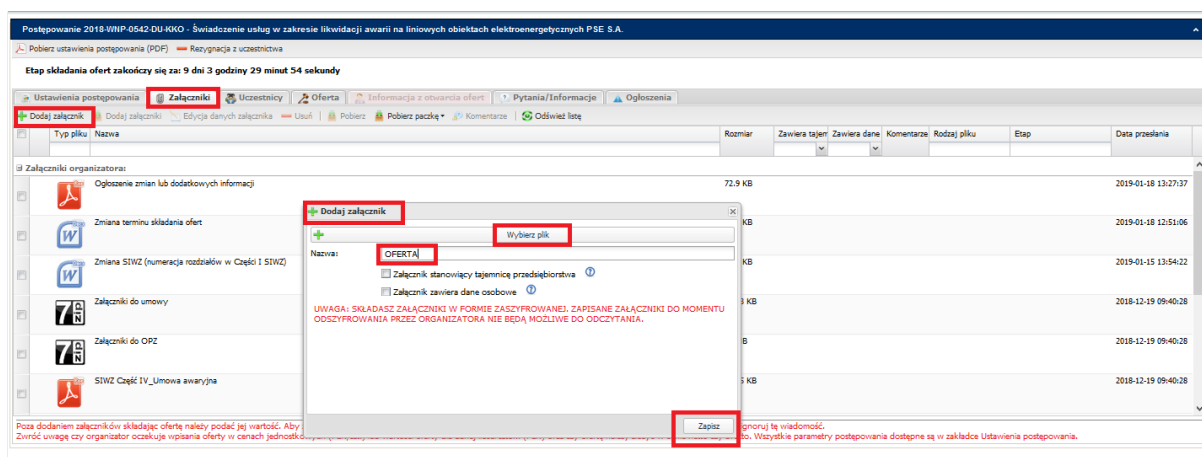 Postępowanie 2018-WNP-0542-DU-KKO - Świadczenie usług w zakresie likwidacji awarii na liniowych obiektach elektroenergetycznych PSE S.A.
Pobierz ustawienia postępowania (PDF) Rezygnacja z uczestnictwa
Etap składania ofert zakończy się za: 9 dni 3 godziny 29 minut 54 sekundy
Ustawienia postępowania Załączniki Uczestnicy Oferta Informacja z otwarcia ofert Pytania/Informacje Ogłoszenia
Dodaj załącznik Dodaj załączniki Edycja danych załącznika Usuń Pobierz Pobierz paczkę Komentarze Odśwież listę
Typ pliku Nazwa Rozmiar Zawiera tajem Zawiera dane Komentarze Rodzaj pliku Etap Data przesłania
Załączniki organizatora:
Ogłoszenie zmian lub dodatkowych informacji 72.9 KB 2019-01-18 13:27:37
Dodaj załącznik
Zmiana terminu składania ofert KB 2019-01-18 12:51:06
Wybierz plik
Nazwa: OFERTA
Zmiana SIWZ (numeracja rozdziałów w Części I SIWZ) KB 2019-01-15 13:54:22
Załącznik stanowiący tajemnicę przedsiębiorstwa
Załącznik zawiera dane osobowe
Załączniki do umowy KB 2018-12-19 09:40:28
UWAGA: SKŁADASZ ZAŁĄCZNIKI W FORMIE ZASZYFROWANEJ. ZAPISANE ZAŁĄCZNIKI DO MOMENTU
ODSZYFROWANIA PRZEZ ORGANIZATORA NIE BĘDĄ MOŻLIWE DO ODCZYTANIA.
Załączniki do OPZ 2018-12-19 09:40:28
SIWZ Część IV_Umowa awaryjna KB 2018-12-19 09:40:28
Zapisz
Poza dodaniem załączników składając ofertę należy podać jej wartość. Aby ignoruj tę wiadomość.
Zwróć uwagę czy organizator oczekuje wpisania oferty w cenach Wszystkie parametry postępowania dostępne są w zakładce Ustawienia postępowania.